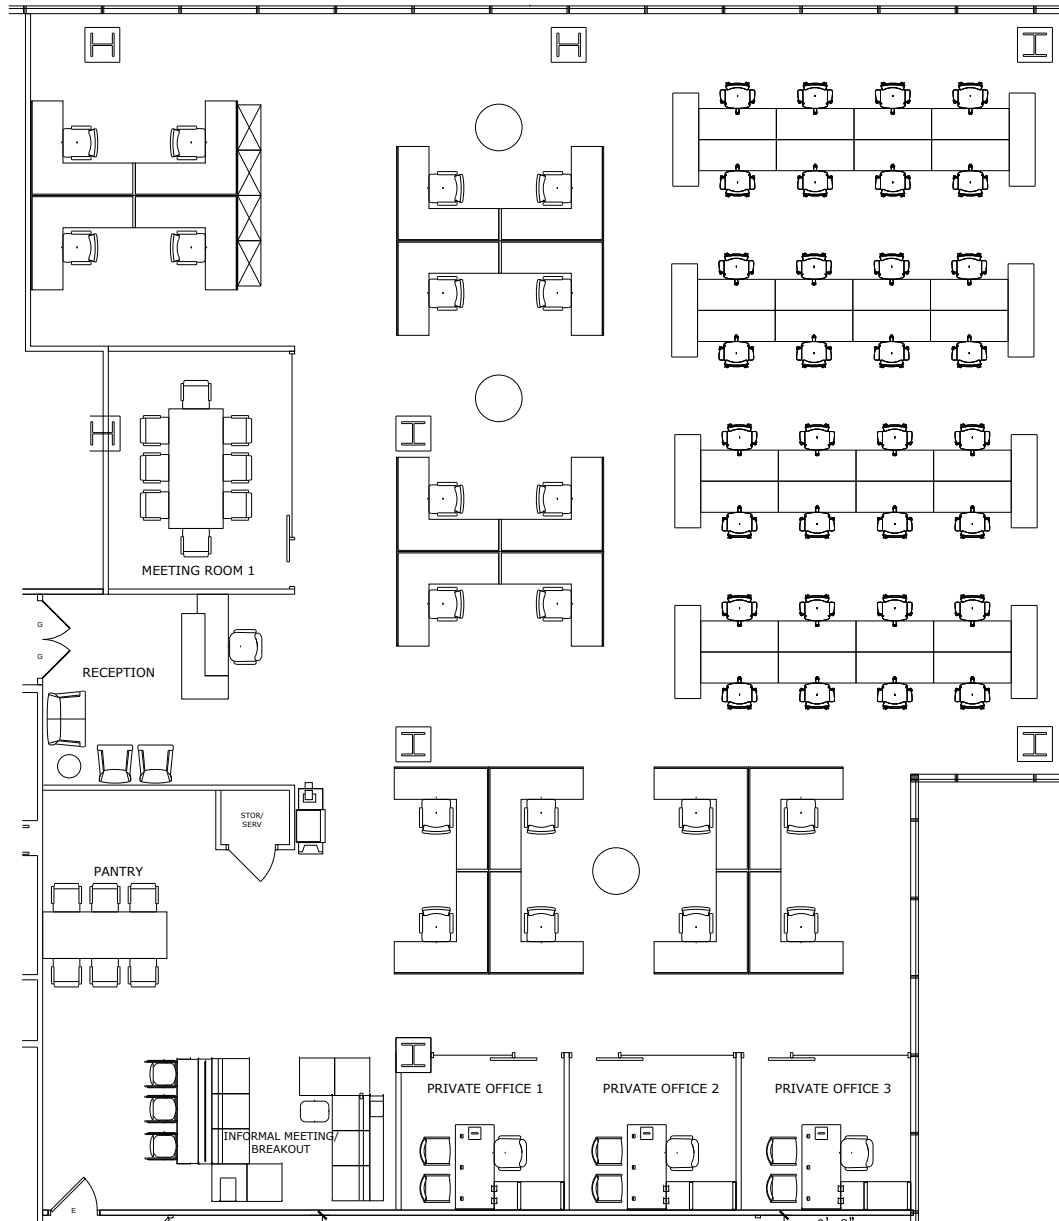 MEETING ROOM 1
G
G
RECEPTION
STOR/
SERV
PANTRY
PRIVATE OFFICE 1
PRIVATE OFFICE 2
PRIVATE OFFICE 3
INFORMAL MEETING/
BREAKOUT
E